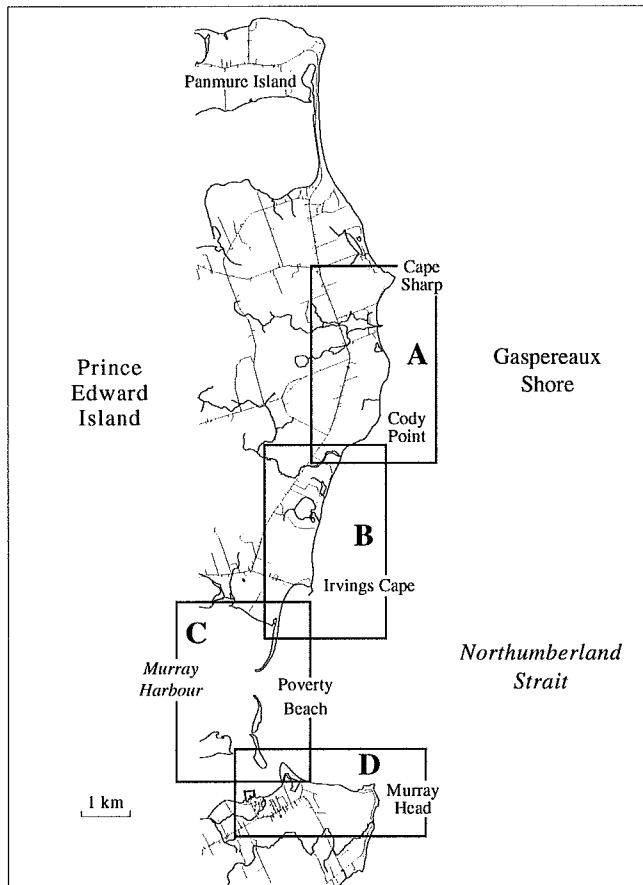 Panmure Island
Cape
Sharp
A
Gaspereaux
Shore
Prince
Edward
Island
Cody
Point
B
Irvings Cape
C
Murray
Harbour
Poverty
Beach
Northumberland
Strait
D
Murray
Head
1 km